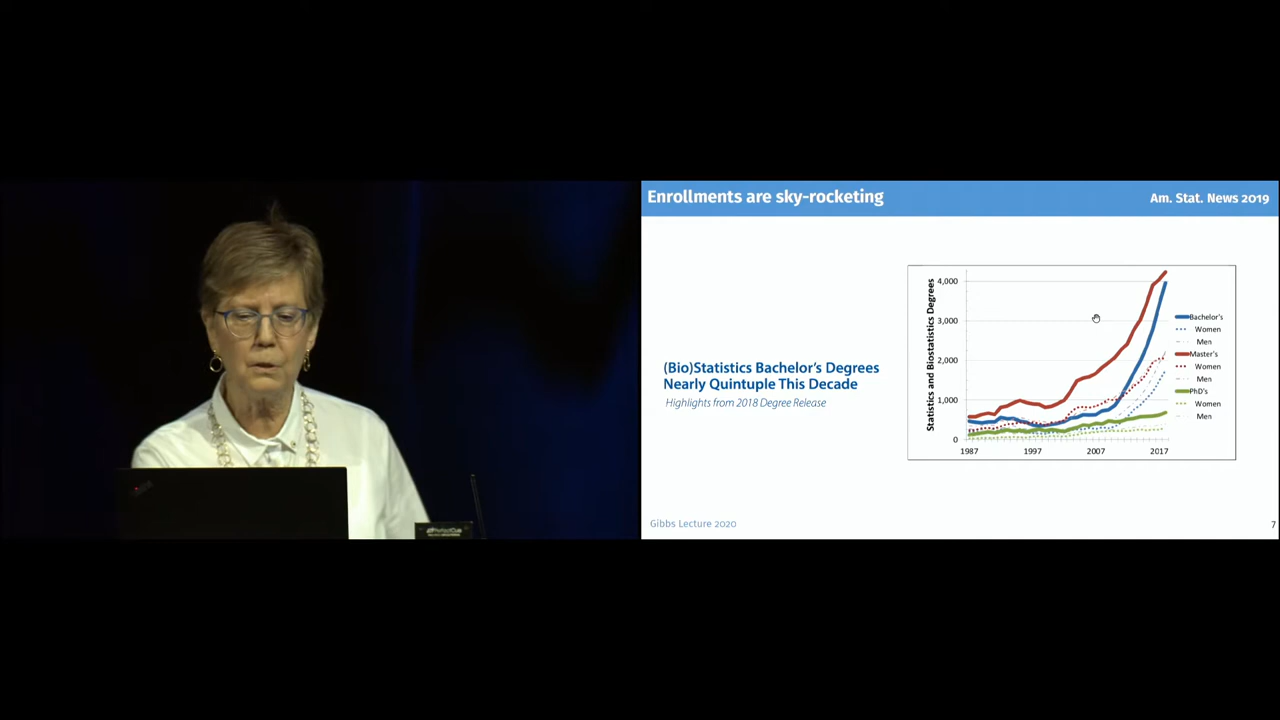 Enrollments are sky-rocketing
Am. Stat. News 2019
(Bio)Statistics Bachelor's Degrees
Nearly Quintuple This Decade
Highlights from 2018 Degree Release
Statistics and Biostatistics Degrees
4,000
3,000
2,000
1,000
0
1987
1997
2007
2017
Bachelor's
Women
Men
Master's
Women
Men
PhD's
Women
Men
Gibbs Lecture 2020
7